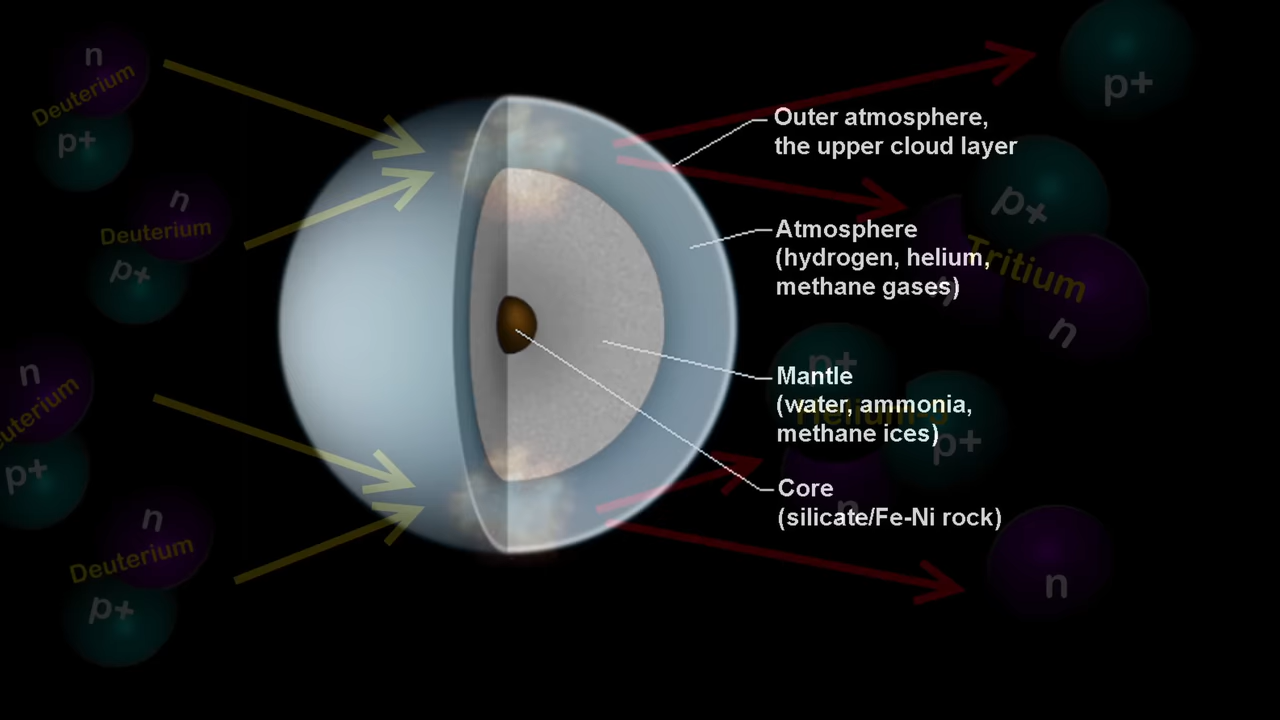 n
Deuterium
p+
n
Deuterium
p+
n
Deuterium
p+
n
Deuterium
p+
Outer atmosphere,
the upper cloud layer
Atmosphere
(hydrogen, helium,
methane gases)
Mantle
(water, ammonia,
methane ices)
Core
(silicate/Fe-Ni rock)
p+
p+
Tritium
n
n
p+
p+
n
n